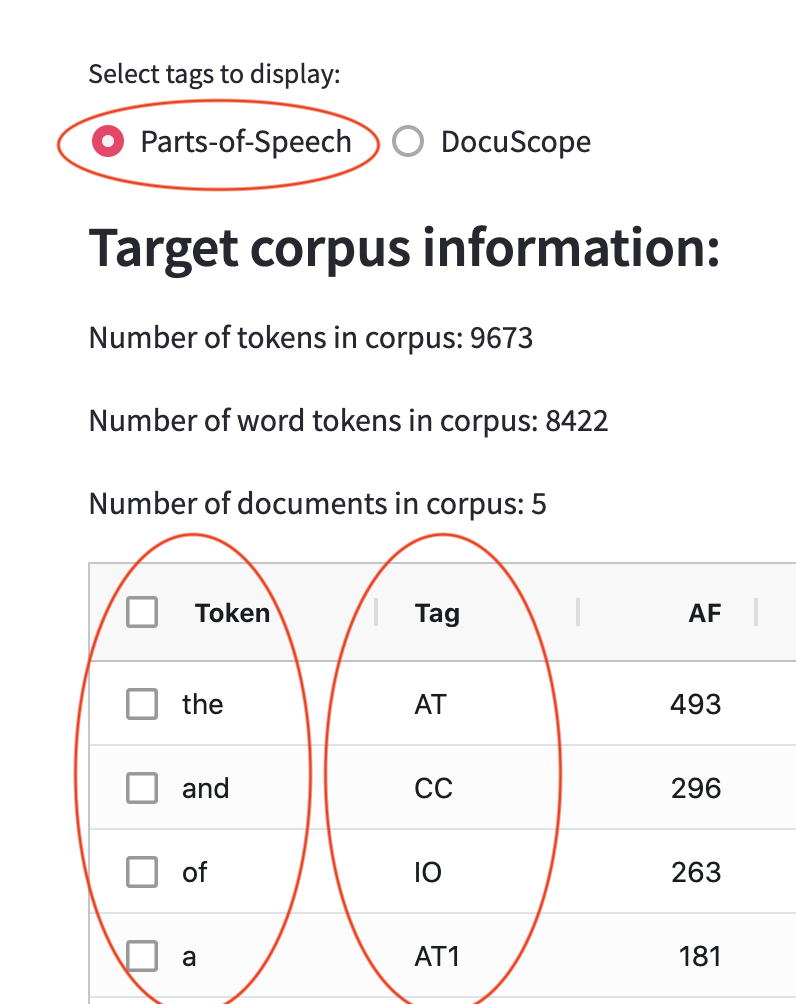 Select tags to display:
Parts-of-Speech DocuScope
Target corpus information:
Number of tokens in corpus: 9673
Number of word tokens in corpus: 8422
Number of documents in corpus: 5
Token Tag AF
the AT 493
and CC 296
of IO 263
a AT1 181